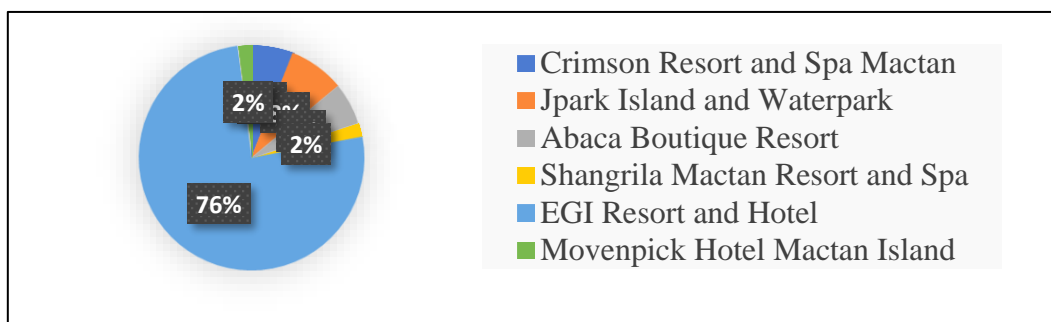 2%
2%
76%
Crimson Resort and Spa Mactan
Jpark Island and Waterpark
Abaca Boutique Resort
Shangrila Mactan Resort and Spa
EGI Resort and Hotel
Movenpick Hotel Mactan Island